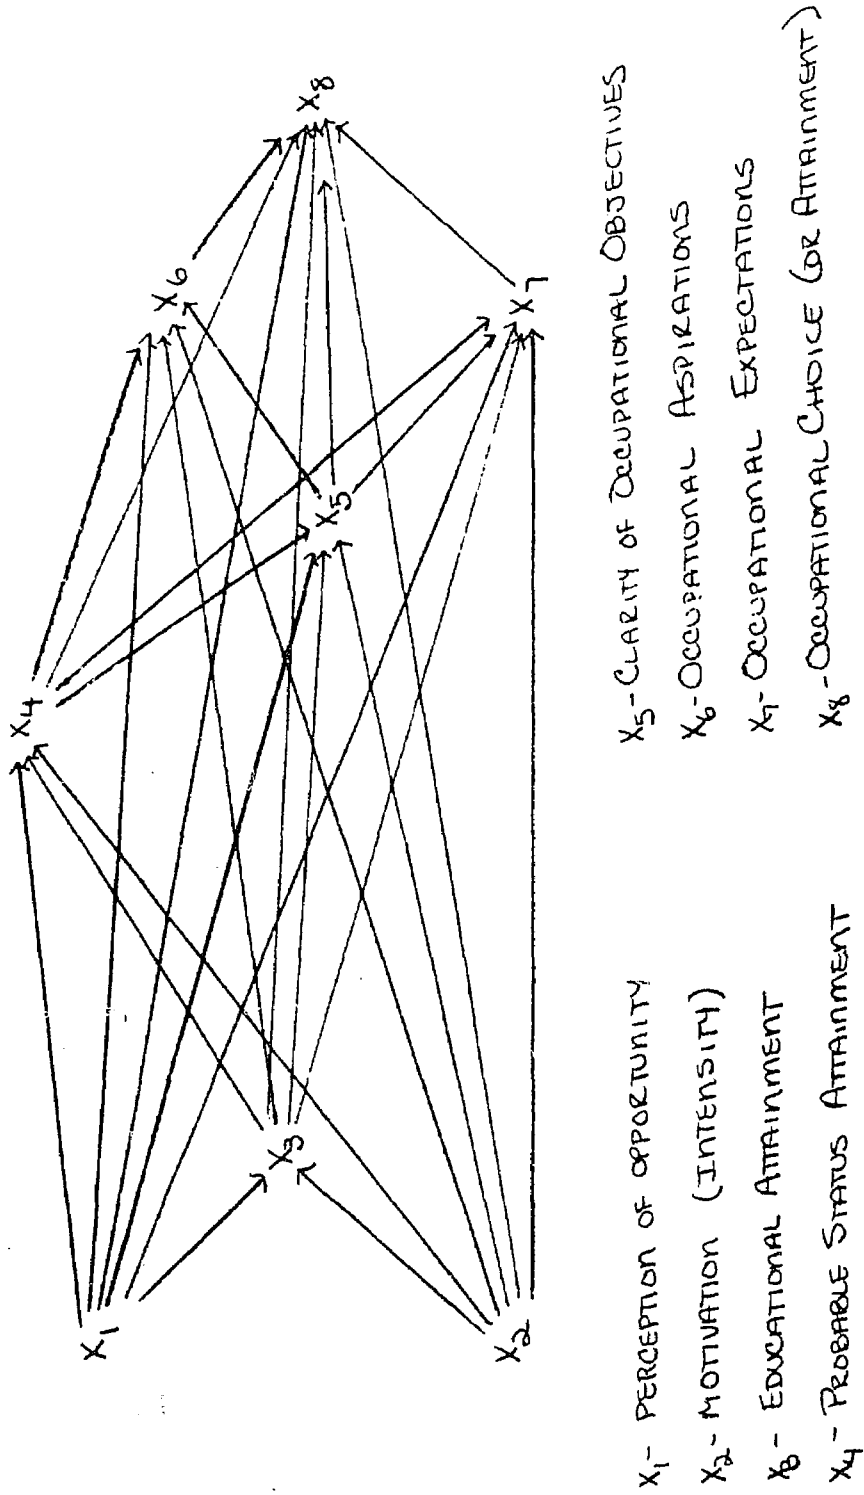 X₄
X₆
X₁
X₈
X₃
X₅
X₂
X₇
X₁- PERCEPTION OF OPPORTUNITY
X₂- MOTIVATION (INTENSITY)
X₃- EDUCATIONAL ATTAINMENT
X₄- PROBABLE STATUS ATTAINMENT
X₅-CLARITY OF OCCUPATIONAL OBJECTIVES
X₆-OCCUPATIONAL ASPIRATIONS
X₇-OCCUPATIONAL EXPECTATIONS
X₈-OCCUPATIONAL CHOICE (OR ATTAINMENT)